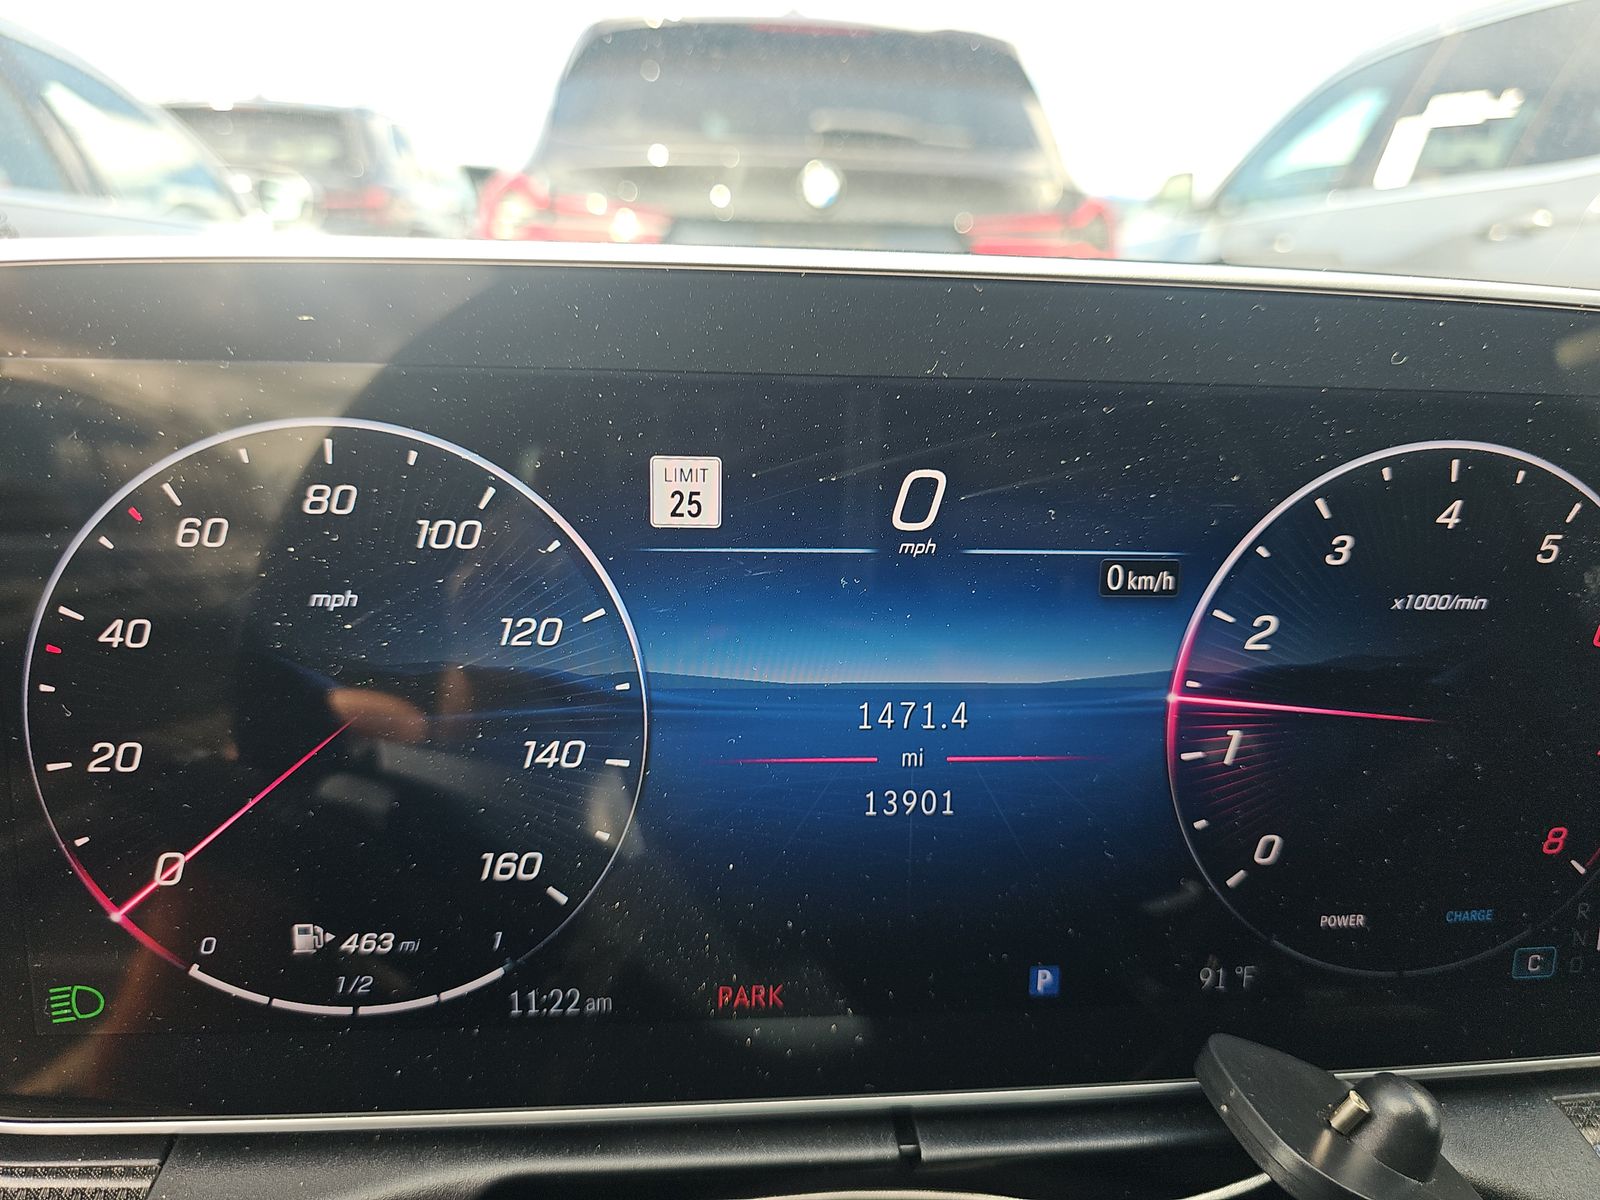 LIMIT
25
0
mph
0 km/h
80
60
100
mph
40
120
20
140
0
160
0
463 mi
1
1/2
11:22 am
1471.4
mi
13901
PARK
P
91 °F
4
3
5
x1000/min
2
1
0
8
POWER
CHARGE
C
R
N
D